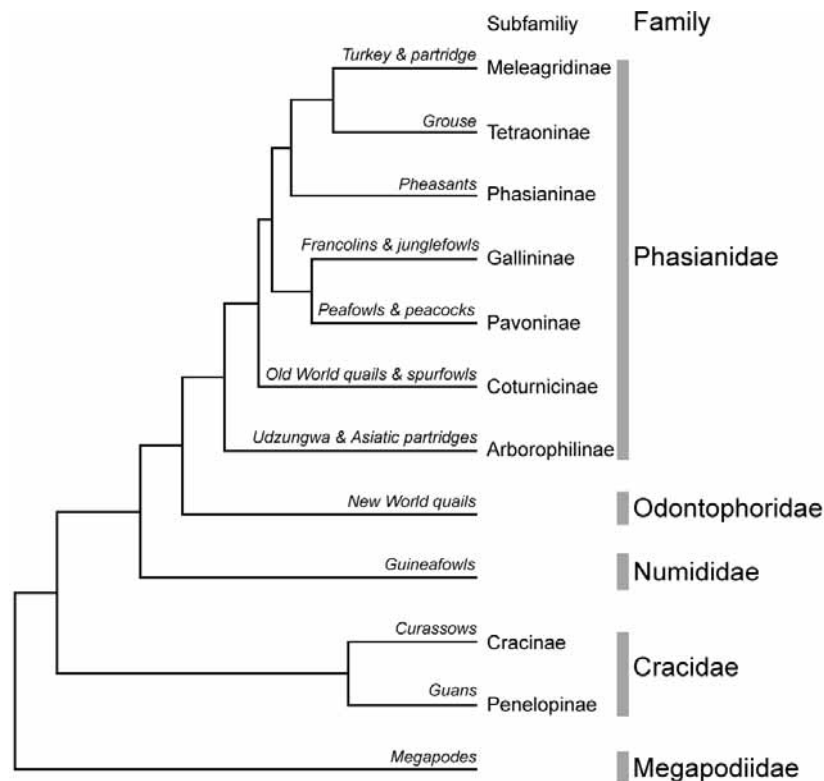 Subfamiliy Family
Turkey & partridge Meleagridinae
Grouse Tetraoninae
Pheasants Phasianinae
Francolins & junglefowls Gallininae Phasianidae
Peafowls & peacocks Pavoninae
Old World quails & spurfowls Coturnicinae
Udzungwa & Asiatic partridges Arborophilinae
New World quails Odontophoridae
Guineafowls Numididae
Curassows Cracinae
Cracidae
Guans Penelopinae
Megapodes Megapodiidae